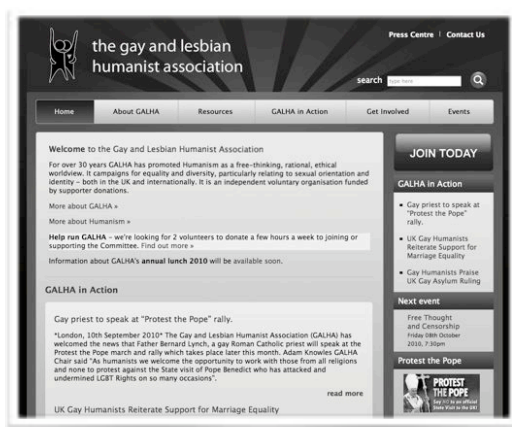 the gay and lesbian
humanist association
Press Centre | Contact Us
search type here
Home
About GALHA
Resources
GALHA in Action
Get Involved
Events
Welcome to the Gay and Lesbian Humanist Association
For over 30 years GALHA has promoted Humanism as a free-thinking, rational, ethical
worldview. It campaigns for equality and diversity, particularly relating to sexual orientation and
identity – both in the UK and internationally. It is an independent voluntary organisation funded
by supporter donations.
More about GALHA »
More about Humanism »
Help run GALHA – we're looking for 2 volunteers to donate a few hours a week to joining or
supporting the Committee. Find out more »
Information about GALHA's annual lunch 2010 will be available soon.
GALHA in Action
Gay priest to speak at "Protest the Pope" rally.
*London, 10th September 2010* The Gay and Lesbian Humanist Association (GALHA) has
welcomed the news that Father Bernard Lynch, a gay Roman Catholic priest will speak at the
Protest the Pope march and rally which takes place later this month. Adam Knowles GALHA
Chair said "As humanists we welcome the opportunity to work with those from all religions
and none to protest against the State visit of Pope Benedict who has attacked and
undermined LGBT Rights on so many occasions".
read more
UK Gay Humanists Reiterate Support for Marriage Equality
JOIN TODAY
GALHA in Action
Gay priest to speak at
"Protest the Pope"
rally.
UK Gay Humanists
Reiterate Support for
Marriage Equality
Gay Humanists Praise
UK Gay Asylum Ruling
Next event
Free Thought
and Censorship
Friday 08th October
2010, 7:30pm
Protest the Pope
PROTEST
THE POPE
Say NO to an official
State Visit to the UK!